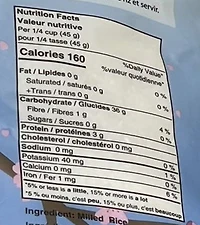 et servir.
Nutrition Facts
Valeur nutritive
Per 1/4 cup (45 g)
pour 1/4 tasse (45 g)
Calories 160
% Daily Value*
% valeur quotidienne*
Fat / Lipides 0 g 0 %
Saturated / saturés 0 g
+Trans / trans 0 g 0 %
Carbohydrate / Glucides 36 g
Fibre / Fibres 1 g 4 %
Sugars / Sucres 0 g 0 %
Protein / protéines 3 g
Cholesterol / cholestérol 0 mg
Sodium 0 mg 0 %
Potassium 40 mg
Calcium 0 mg 1 %
Iron / Fer 1 mg 0 %
6 %
*5% or less is a little, 15% or more is a lot
*5 % ou moins, c'est peu, 15% ou plus, c'est beaucoup
Ingredient: Milled Rice